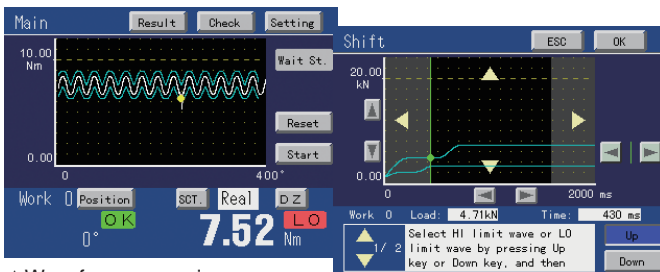 Main Result Check Setting
10.00
Nm
Wait St.
Reset
0.00
Start
0 400°
Work 0 Position SCT. Real DZ
OK LO
0° 7.52 Nm
Shift ESC OK
20.00
kN
0.00
0 2000 ms
Work 0 Load: 4.71kN Time: 430 ms
1/ 2
Select HI limit wave or LO
limit wave by pressing Up
key or Down key, and then
Up
Down